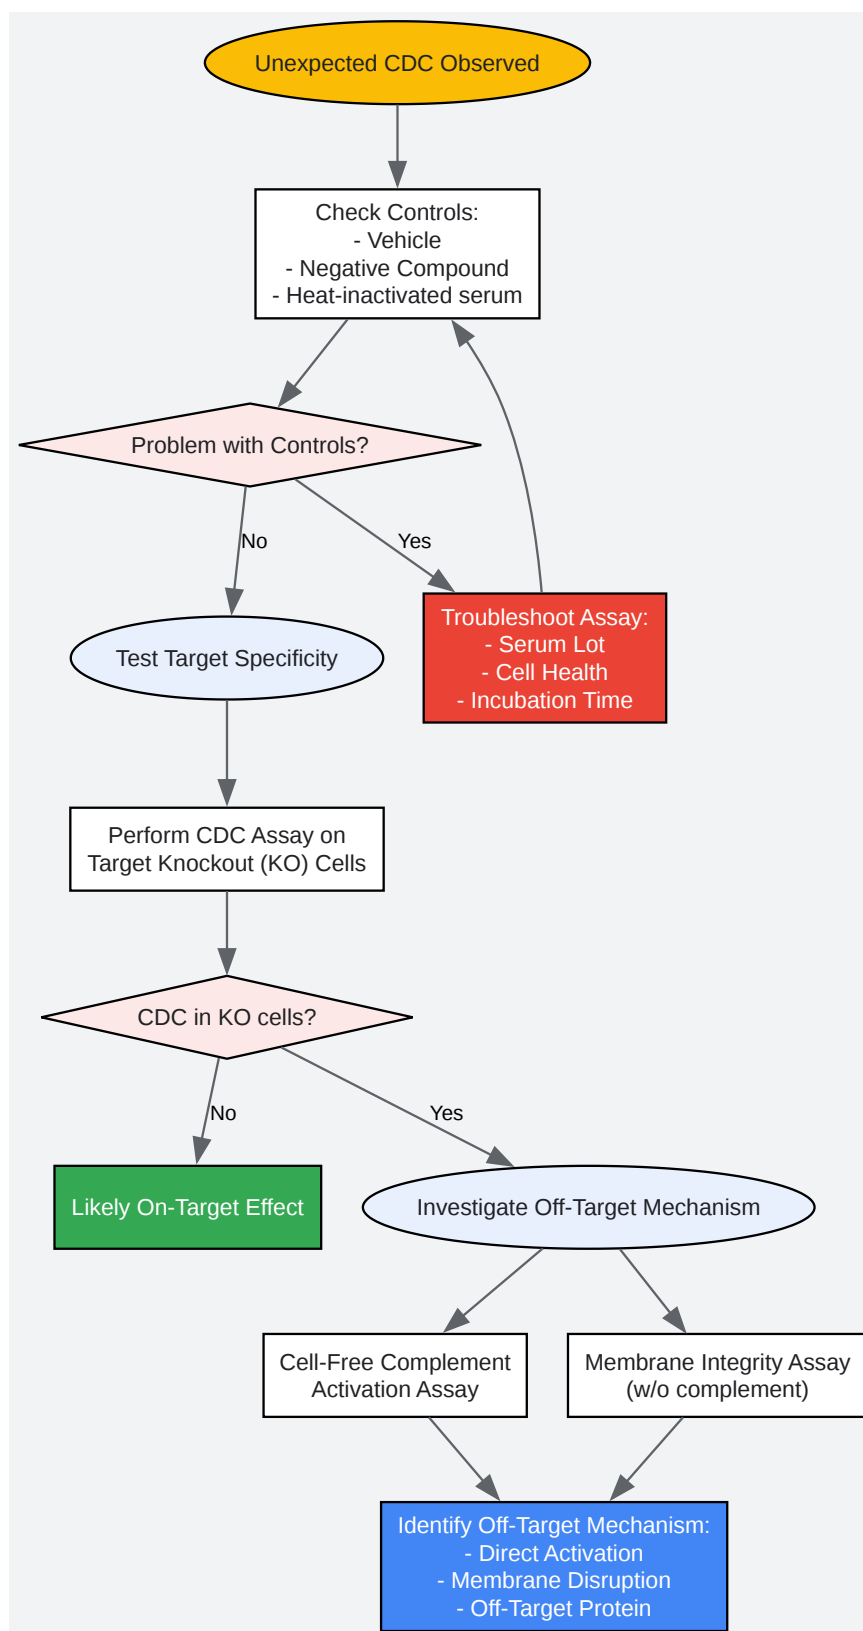 Unexpected CDC Observed
Check Controls:
- Vehicle
- Negative Compound
- Heat-inactivated serum
Problem with Controls?
No
Yes
Troubleshoot Assay:
- Serum Lot
- Cell Health
- Incubation Time
Test Target Specificity
Perform CDC Assay on
Target Knockout (KO) Cells
CDC in KO cells?
No
Yes
Likely On-Target Effect
Investigate Off-Target Mechanism
Cell-Free Complement
Activation Assay
Membrane Integrity Assay
(w/o complement)
Identify Off-Target Mechanism:
- Direct Activation
- Membrane Disruption
- Off-Target Protein